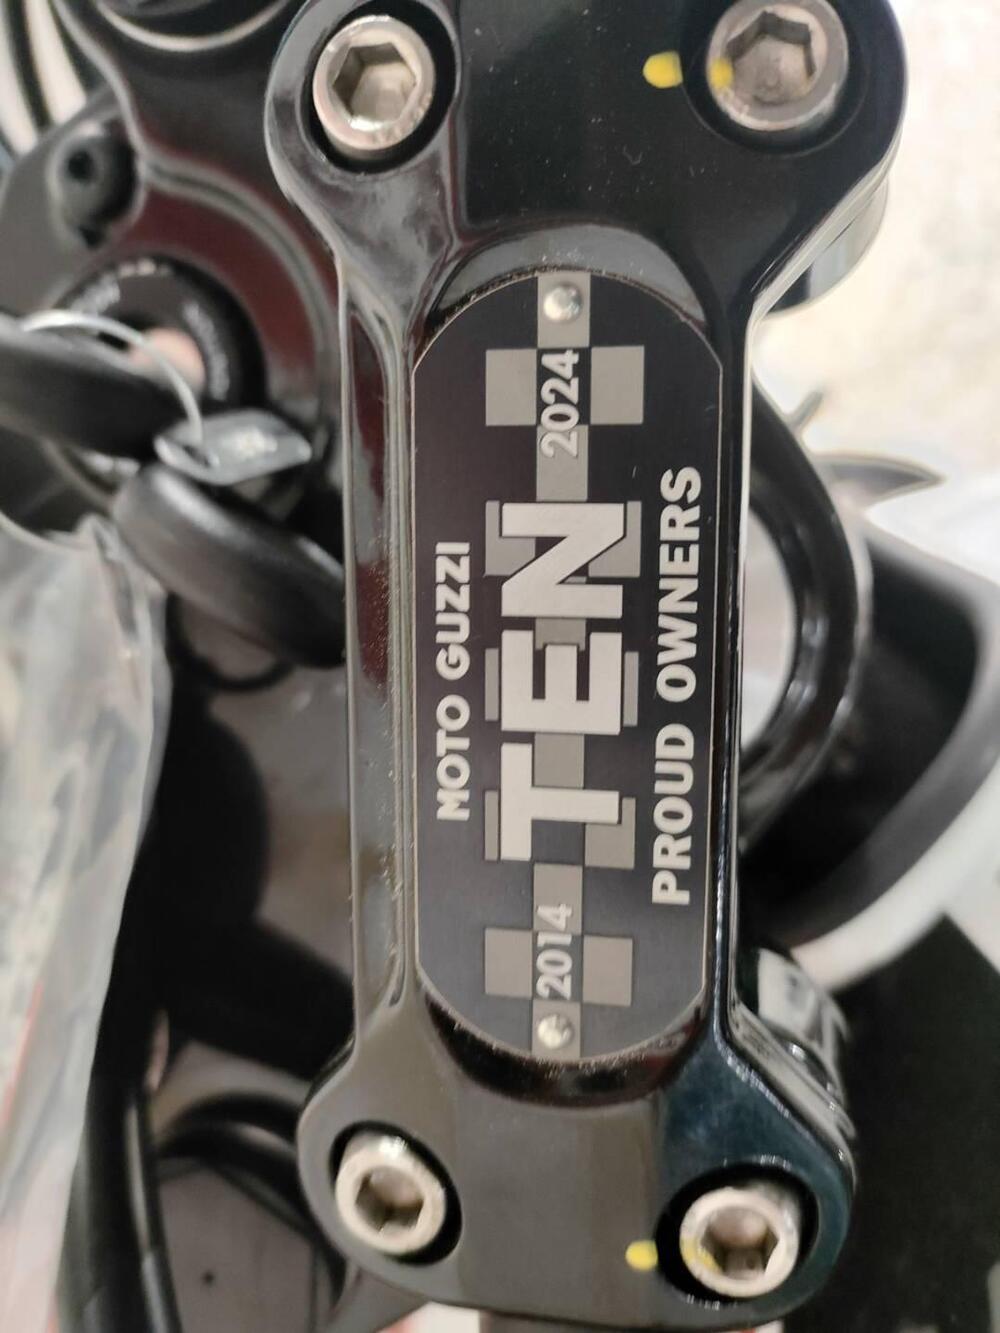 MOTO GUZZI
2014 TEN 2024
PROUD OWNERS